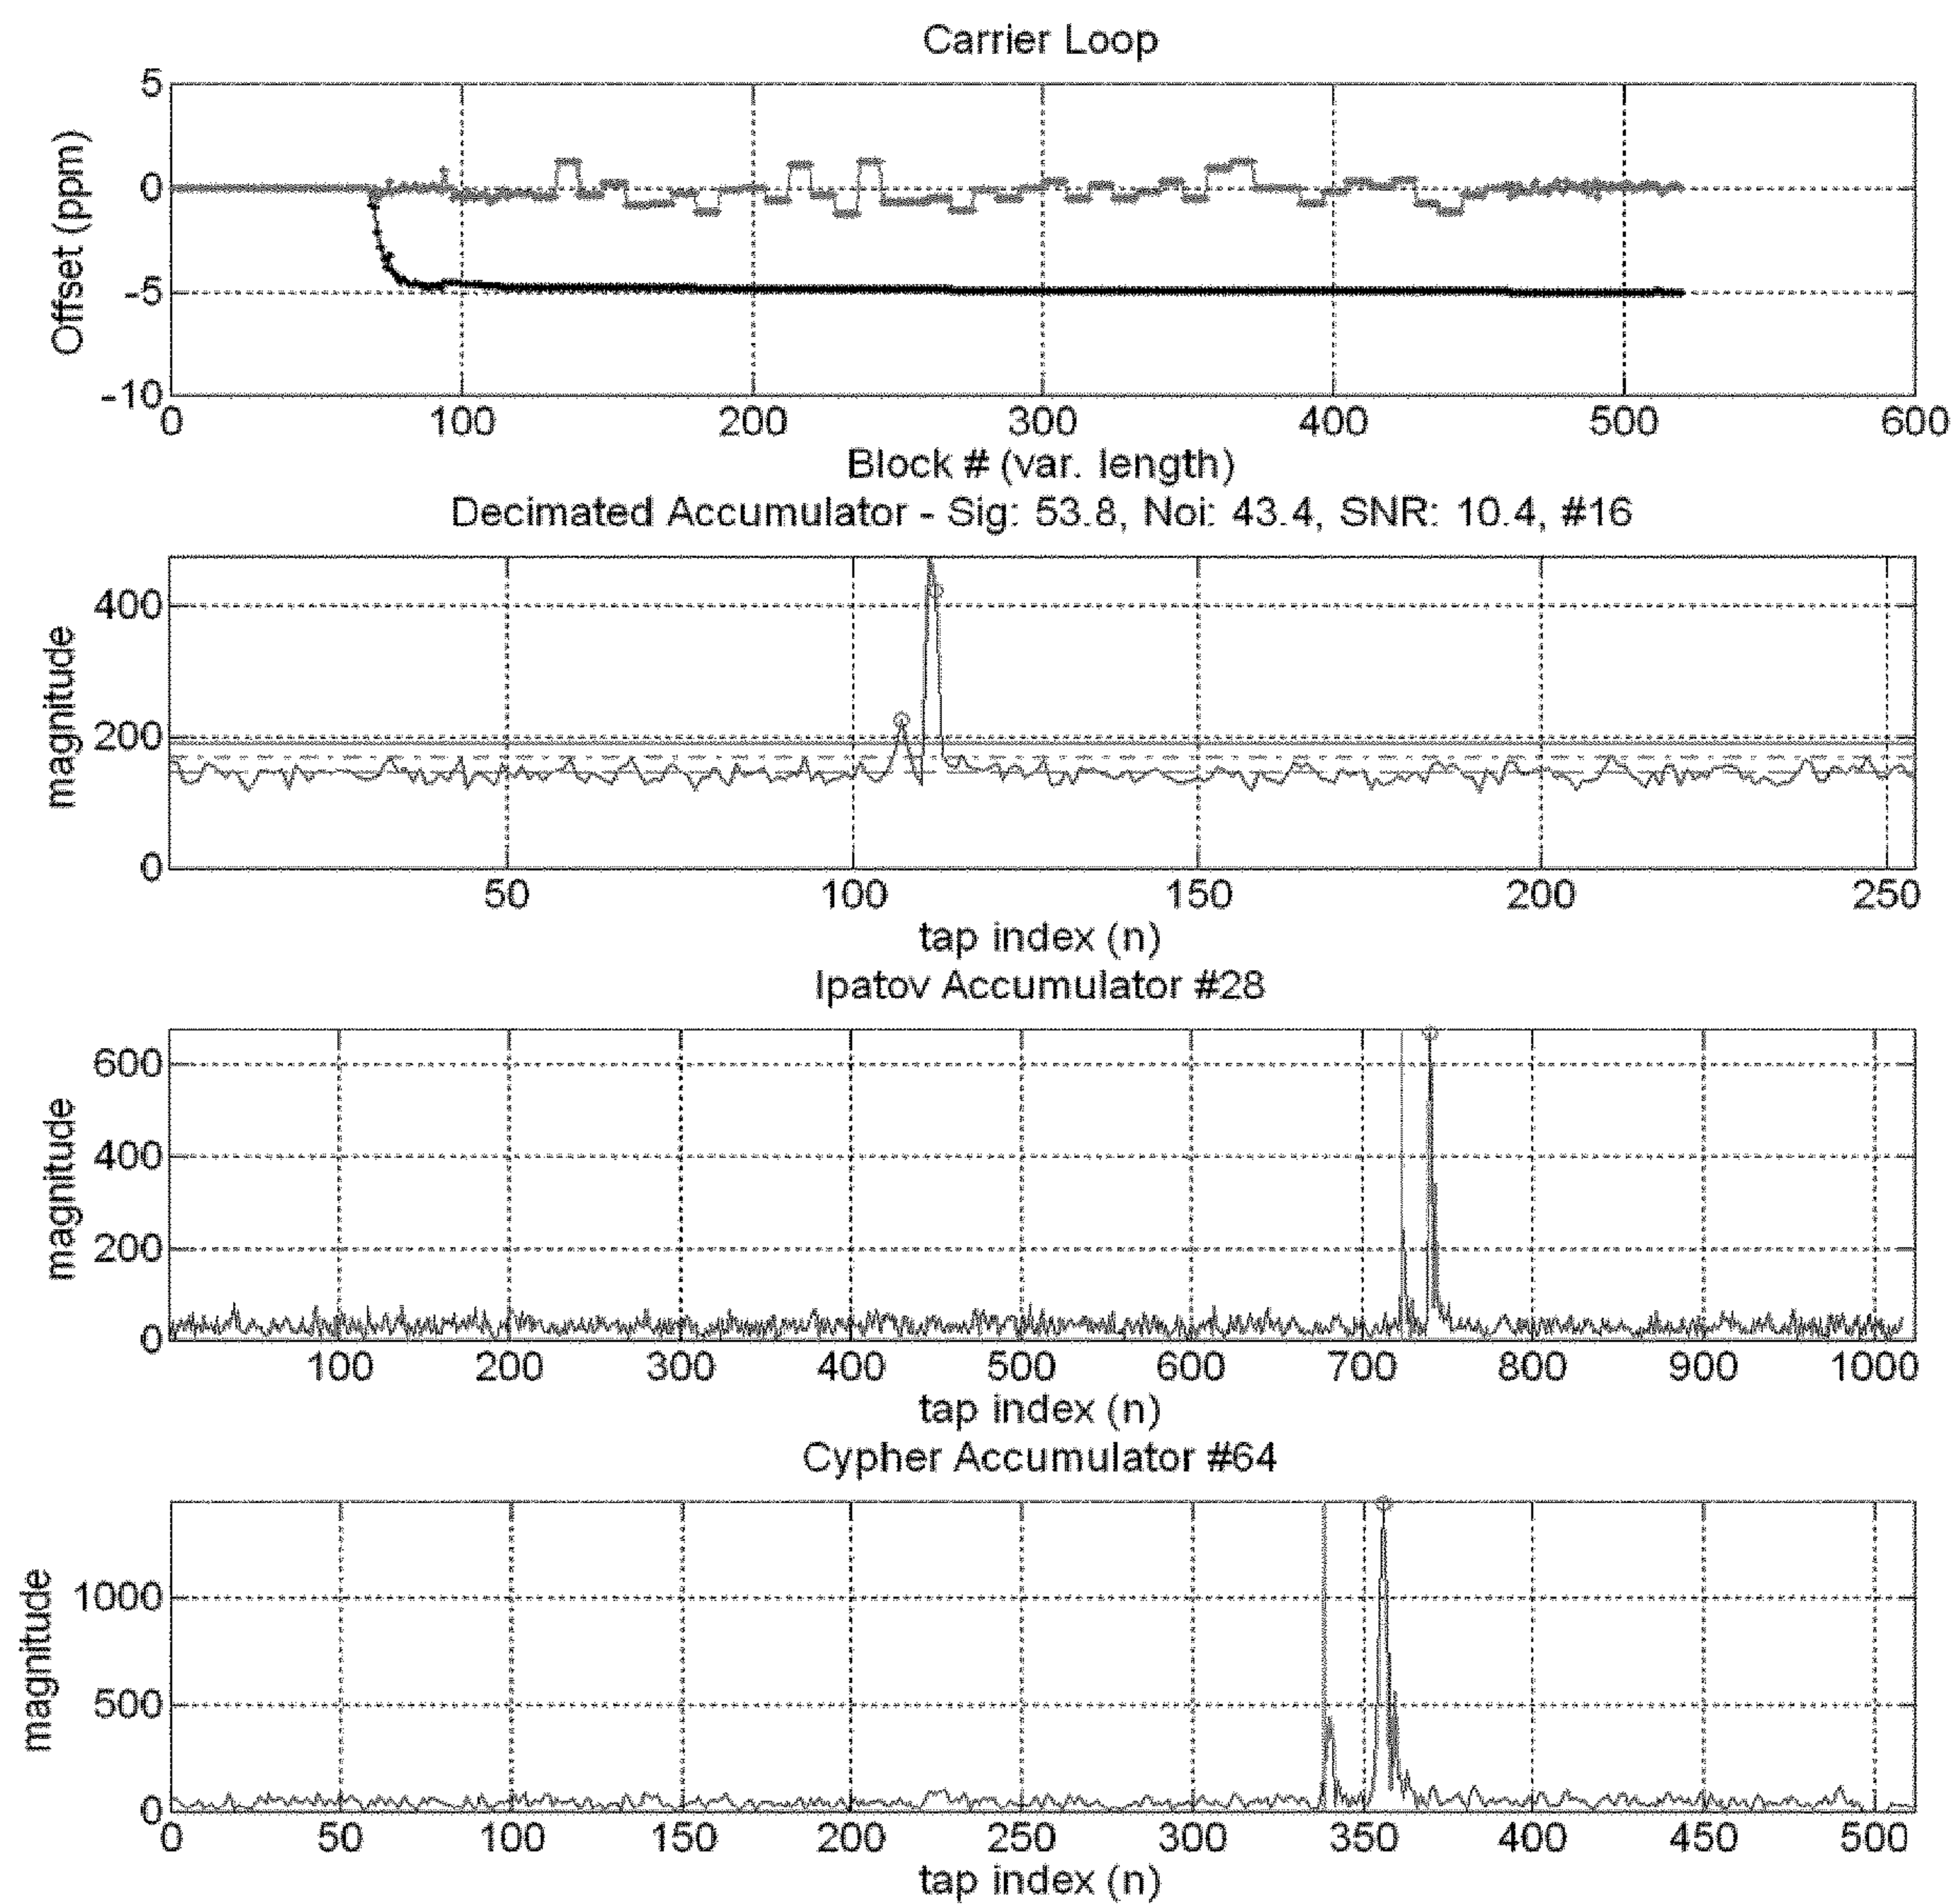 Carrier Loop
5
0
-5
-10
Offset (ppm)
0 100 200 300 400 500 600
Block # (var. length)
Decimated Accumulator - Sig: 53.8, Noi: 43.4, SNR: 10.4, #16
400
200
0
magnitude
50 100 150 200 250
tap index (n)
Ipatov Accumulator #28
600
400
200
0
magnitude
100 200 300 400 500 600 700 800 900 1000
tap index (n)
Cypher Accumulator #64
1000
500
0
magnitude
0 50 100 150 200 250 300 350 400 450 500
tap index (n)